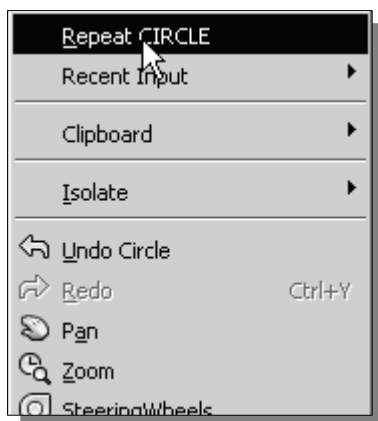 Repeat CIRCLE
Recent Input
Clipboard
Isolate
Undo Circle
Redo Ctrl+Y
Pan
Zoom
SteeringWheels